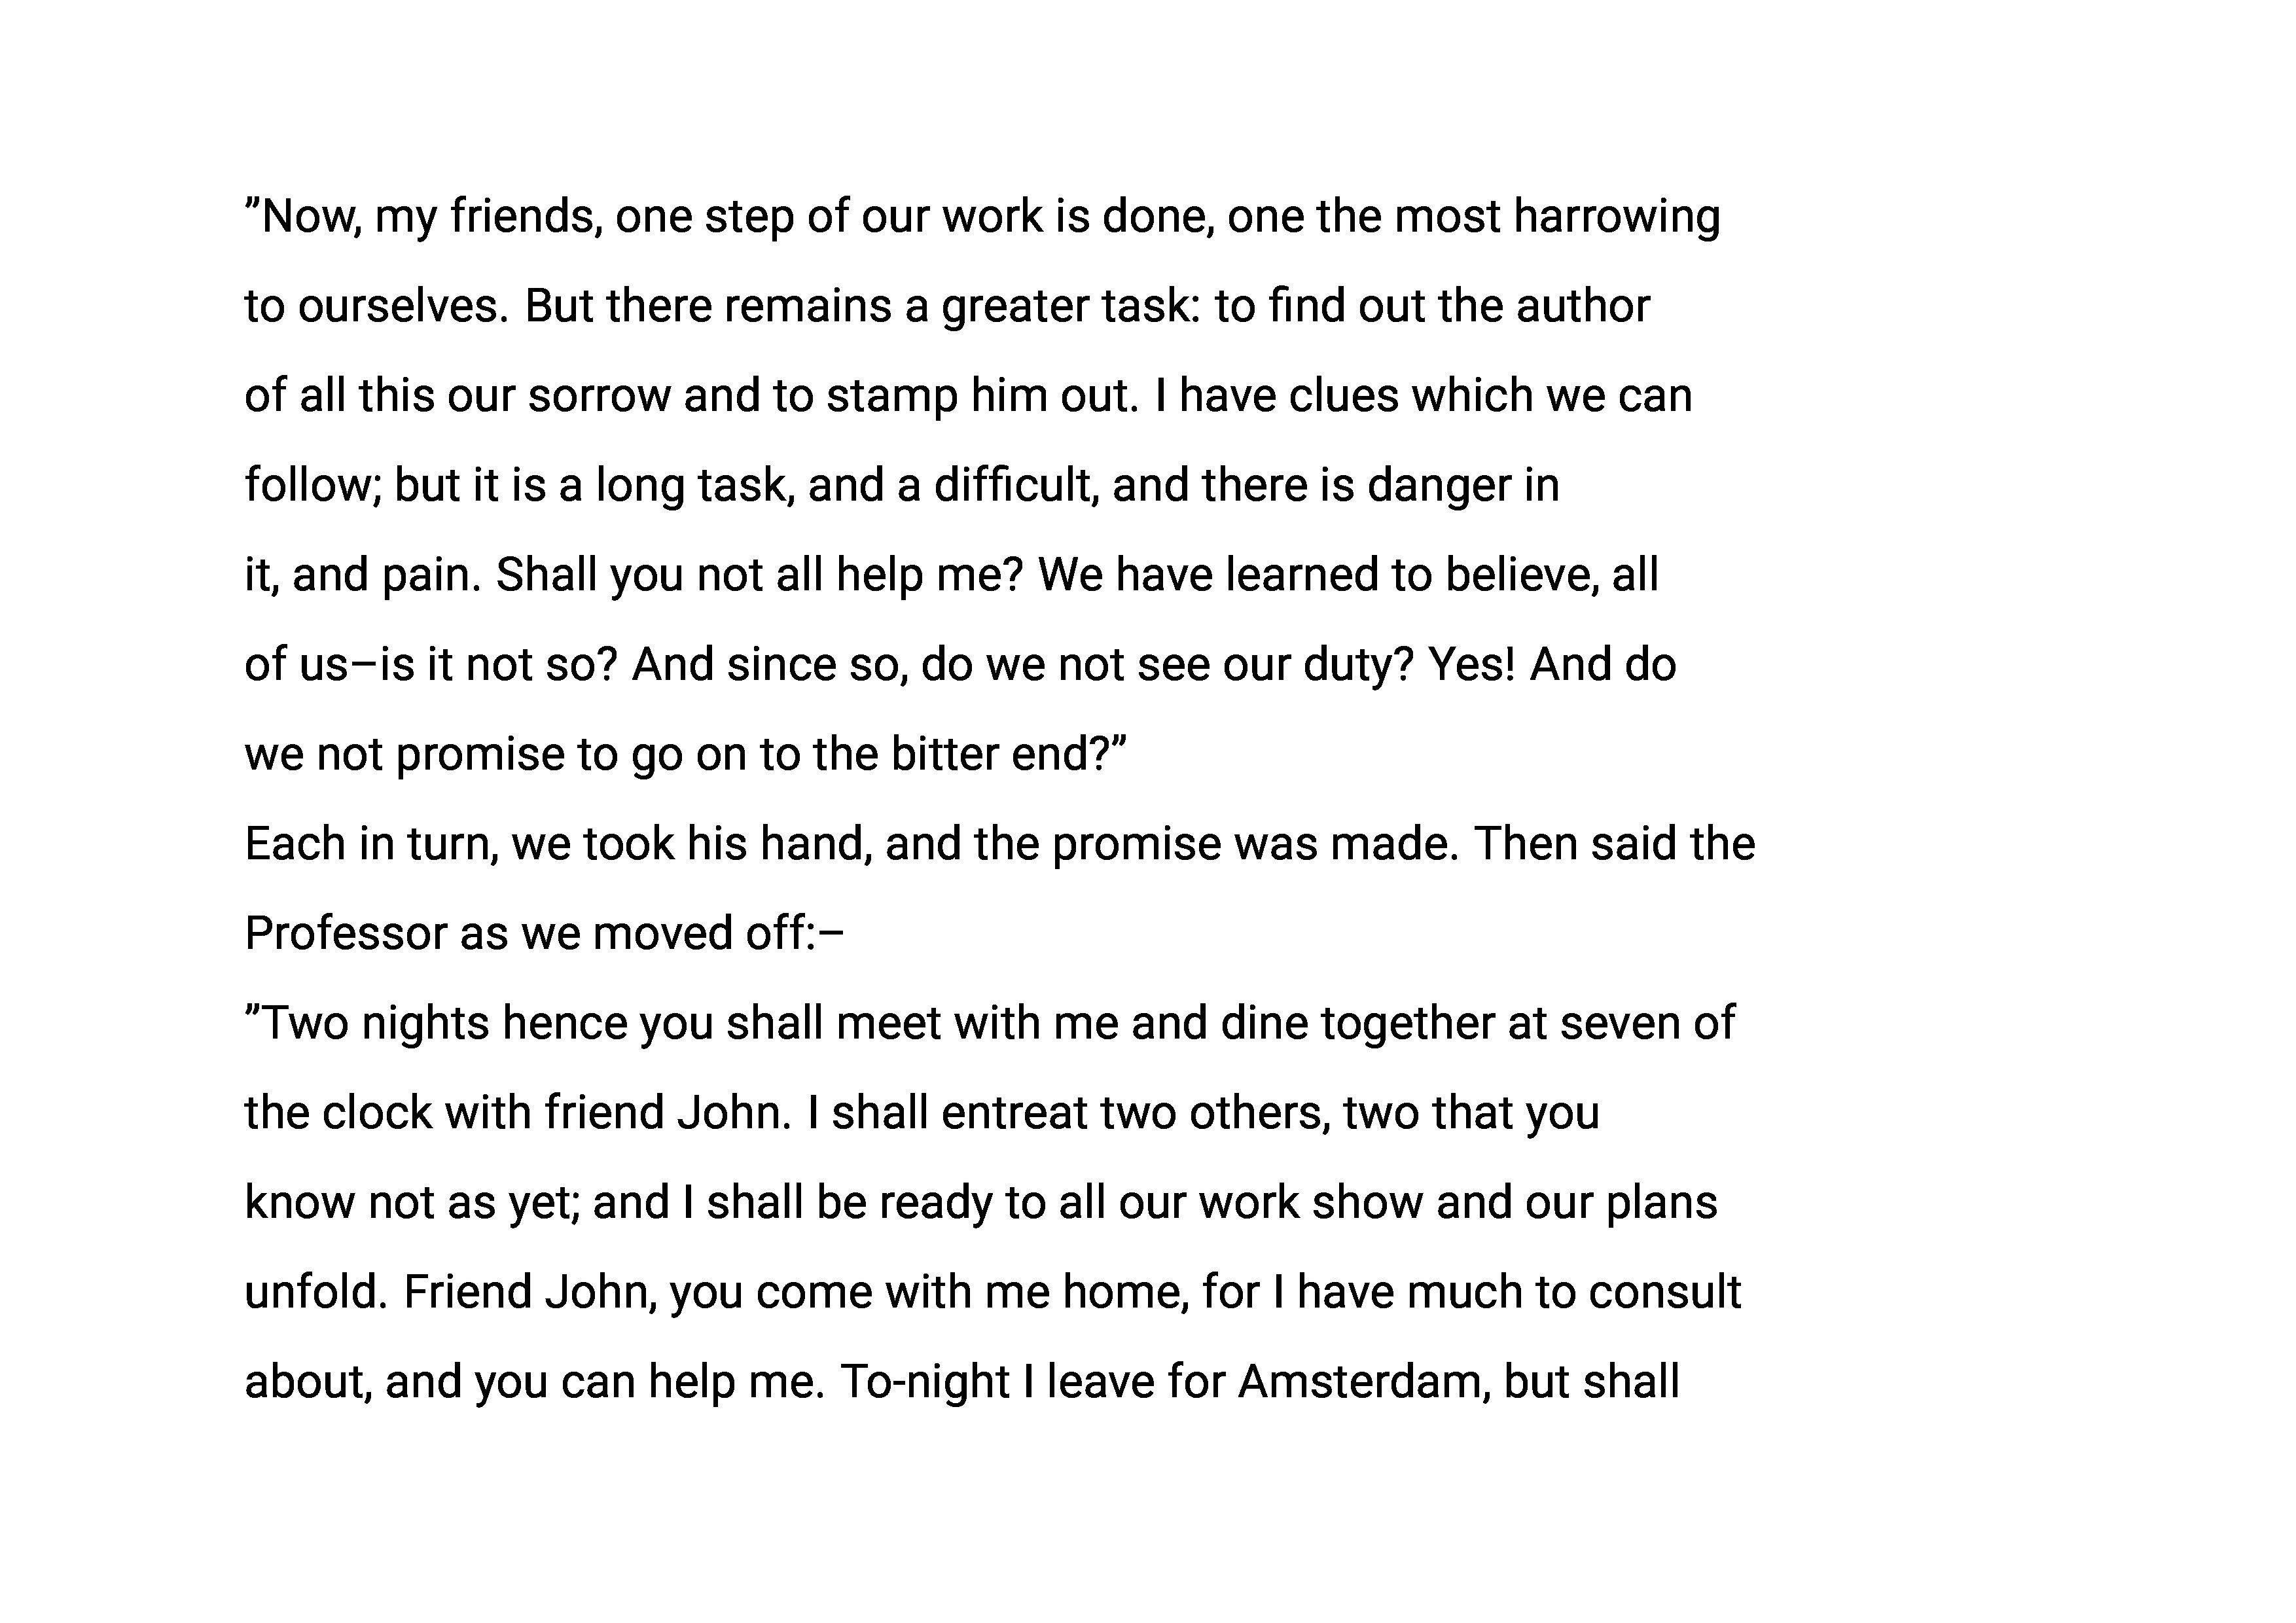 ”Now, my friends, one step of our work is done, one the most harrowing
to ourselves. But there remains a greater task: to find out the author
of all this our sorrow and to stamp him out. I have clues which we can
follow; but it is a long task, and a difficult, and there is danger in
it, and pain. Shall you not all help me? We have learned to believe, all
of us–is it not so? And since so, do we not see our duty? Yes! And do
we not promise to go on to the bitter end?”
Each in turn, we took his hand, and the promise was made. Then said the
Professor as we moved off:–
”Two nights hence you shall meet with me and dine together at seven of
the clock with friend John. I shall entreat two others, two that you
know not as yet; and I shall be ready to all our work show and our plans
unfold. Friend John, you come with me home, for I have much to consult
about, and you can help me. To-night I leave for Amsterdam, but shall